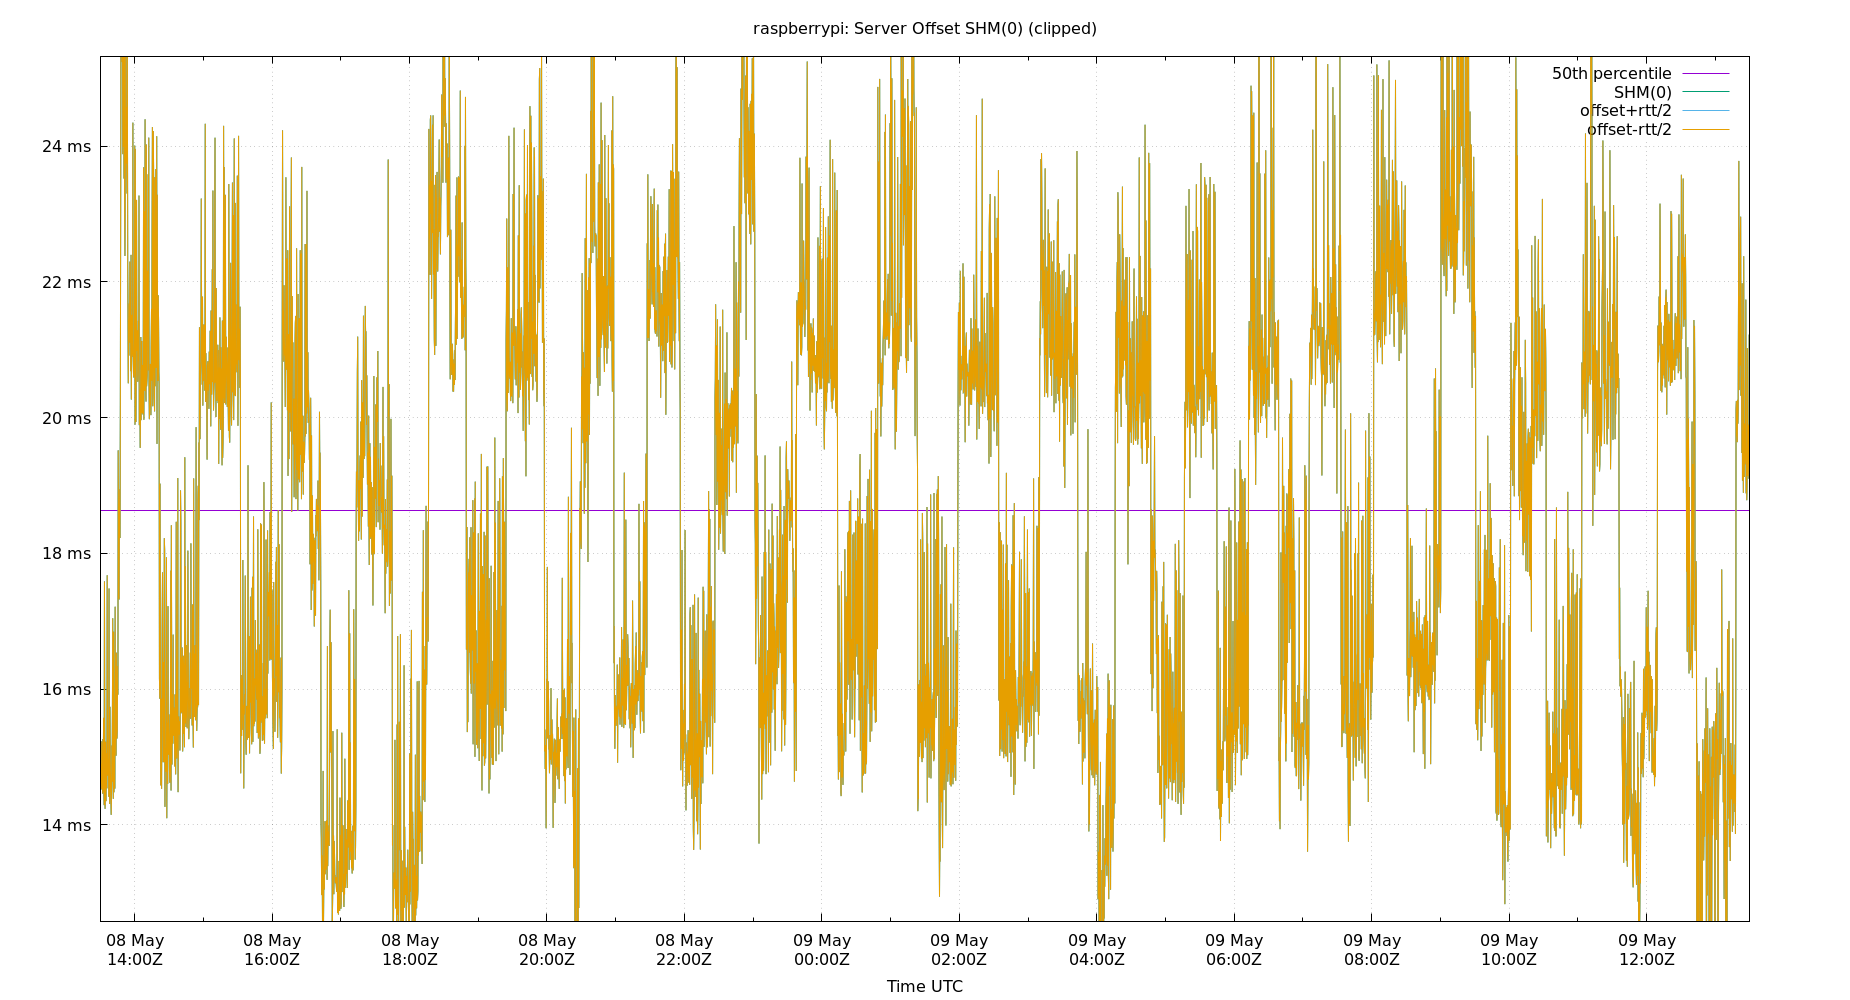 raspberrypi: Server Offset SHM(0) (clipped)
50th percentile
SHM(0)
offset+rtt/2
offset-rtt/2
24 ms
22 ms
20 ms
18 ms
16 ms
14 ms
08 May 08 May 08 May 08 May 08 May 09 May 09 May 09 May 09 May 09 May 09 May 09 May
14:00Z 16:00Z 18:00Z 20:00Z 22:00Z 00:00Z 02:00Z 04:00Z 06:00Z 08:00Z 10:00Z 12:00Z
Time UTC